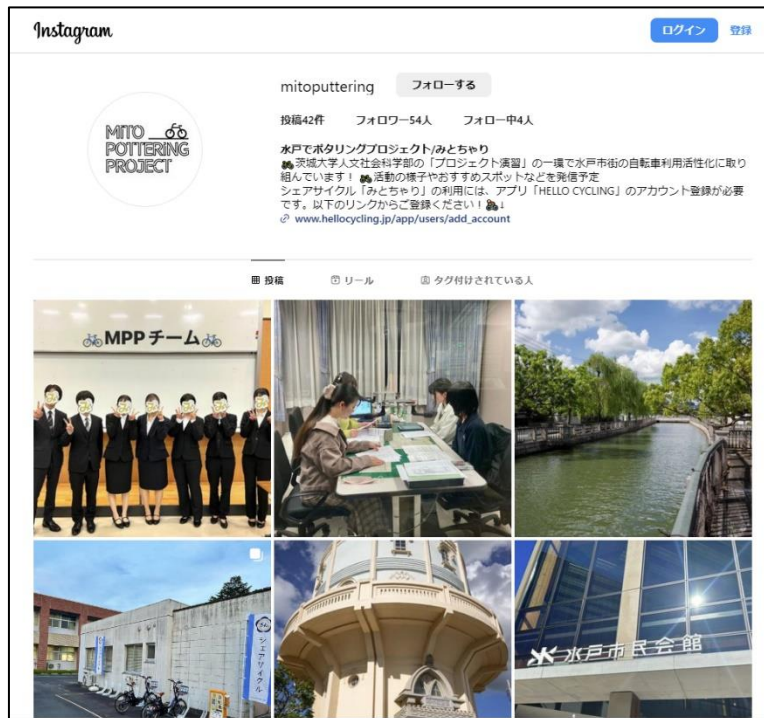 Instagram
ログイン 登録
mitoputtering フォローする
投稿42件 フォロワー54人 フォロー中4人
MITO
POTTERING
PROJECT
水戸でポタリングプロジェクト/みとちゃり
🚲茨城大学人文社会科学部の「プロジェクト演習」の一環で水戸市街の自転車利用活性化に取り
組んでいます！🚲活動の様子やおすすめスポットなどを発信予定
シェアサイクル「みとちゃり」の利用には、アプリ「HELLO CYCLING」のアカウント登録が必要
です。以下のリンクからご登録ください！🚴↓
www.hellocycling.jp/app/users/add_account
投稿 リール タグ付けされている人
🚲MPPチーム🚲
シェアサイクル
水戸市民会館